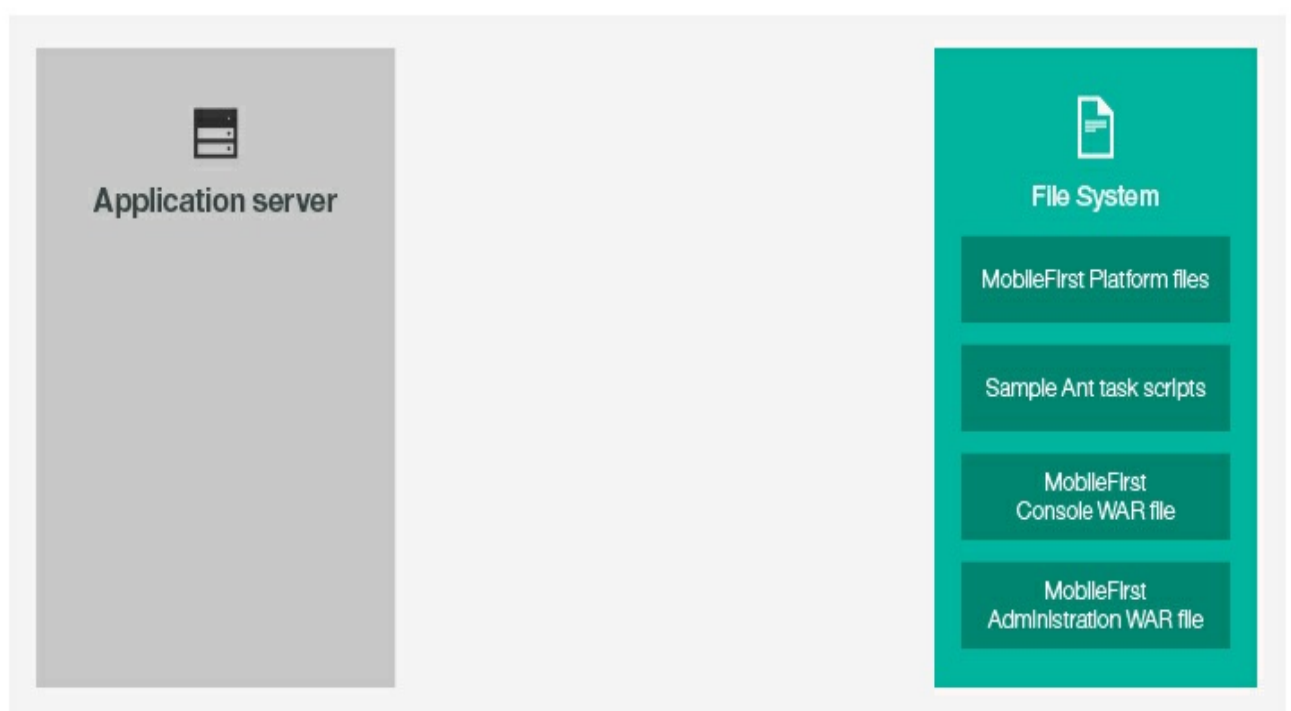 Application server
File System
MobileFirst Platform files
Sample Ant task scripts
MobileFirst
Console WAR file
MobileFirst
Administration WAR file